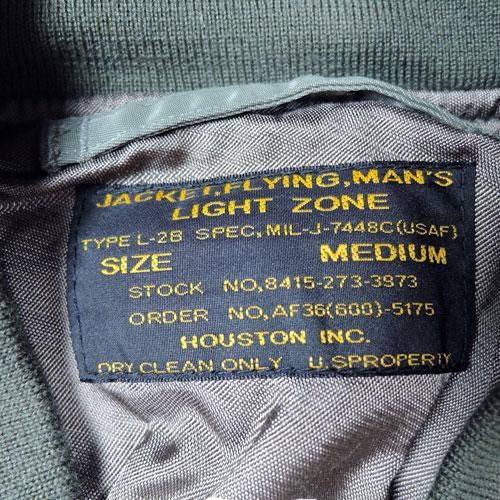 JACKET,FLYING,MAN'S
LIGHT ZONE
TYPE L-2B SPEC, MIL-J-7448C(USAF)
SIZE MEDIUM
STOCK NO,8415-273-3973
ORDER NO,AF36(600)-5175
HOUSTON INC.
DRY CLEAN ONLY U.SPROPERTY